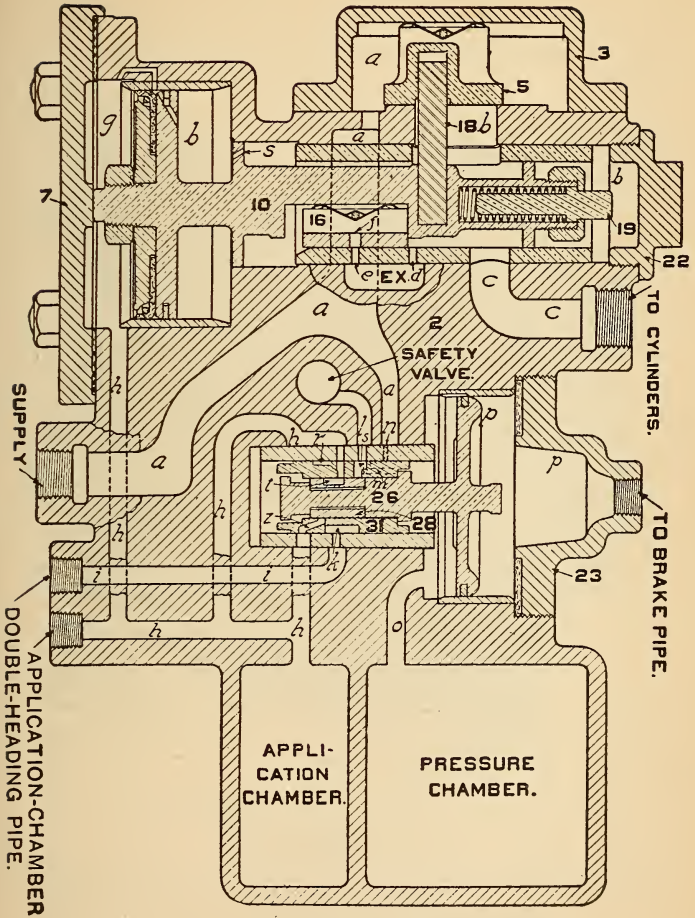 3
a
5
g
b
18
b
a
s
7
10
16
f
b
19
22
e
EX.
d
c
c
a
2
TO CYLINDERS.
SAFETY
VALVE.
h
a
SUPPLY
a
h
r
l
s
n
p
p
t
m
26
z
31
28
TO BRAKE PIPE.
h
k
i
i
23
h
h
o
DOUBLE-HEADING PIPE.
APPLICATION-CHAMBER
APPLI-
CATION
CHAMBER.
PRESSURE
CHAMBER.